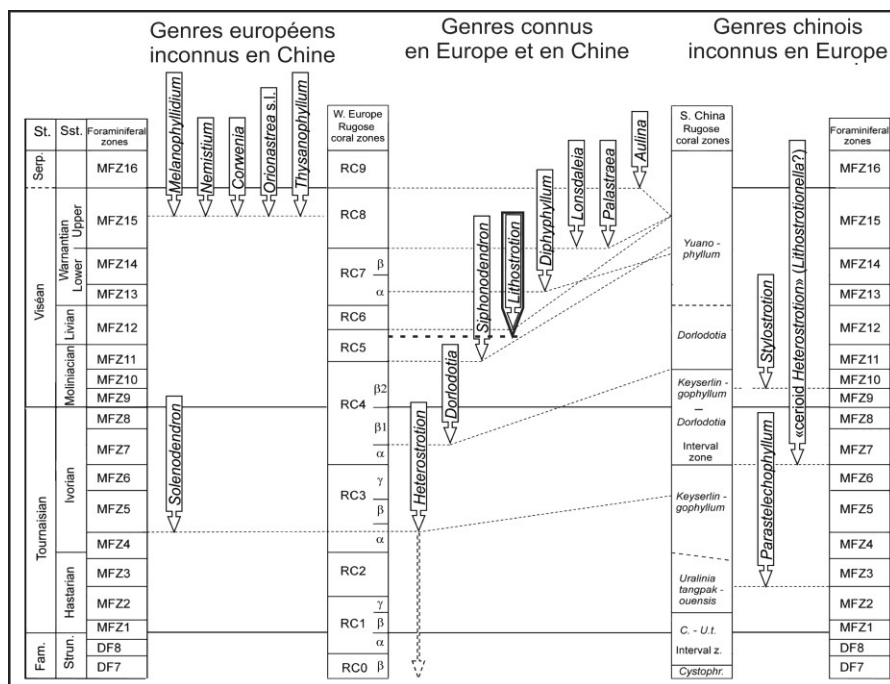 Genres européens
inconnus en Chine
Genres connus
en Europe et en Chine
Genres chinois
inconnus en Europe
St.
Sst.
Foraminiferal
zones
Serp.
Viséan
Tournaisian
Fam.
Warnantian
Upper
Lower
Livian
Moliniacian
Ivorian
Hastarian
Strun.
MFZ16
MFZ15
MFZ14
MFZ13
MFZ12
MFZ11
MFZ10
MFZ9
MFZ8
MFZ7
MFZ6
MFZ5
MFZ4
MFZ3
MFZ2
MFZ1
DF8
DF7
Melanophyllidium
Nemistium
Corwenia
Orionastrea s.l.
Thysanophyllum
Solenodendron
W. Europe
Rugose
coral zones
RC9
RC8
RC7
β
α
RC6
RC5
RC4
β2
β1
α
RC3
γ
β
α
RC2
RC1
γ
β
α
RC0 β
Heterostrotion
Dorlodotia
Siphonodendron
Lithostrotion
Diphyphyllum
Lonsdaleia
Palastraea
Aulina
S. China
Rugose
coral zones
Yuano -
phyllum
Dorlodotia
Keyserlin -
gophyllum
–
Dorlodotia
Interval
zone
Keyserlin -
gophyllum
Uralinia
tangpak -
ouensis
C. - U.t.
Interval z.
Cystophr.
Stylostrotion
Parastelechophyllum
«cerioid Heterostrotion» (Lithostrotionella?)
Foraminiferal
zones
MFZ16
MFZ15
MFZ14
MFZ13
MFZ12
MFZ11
MFZ10
MFZ9
MFZ8
MFZ7
MFZ6
MFZ5
MFZ4
MFZ3
MFZ2
MFZ1
DF8
DF7